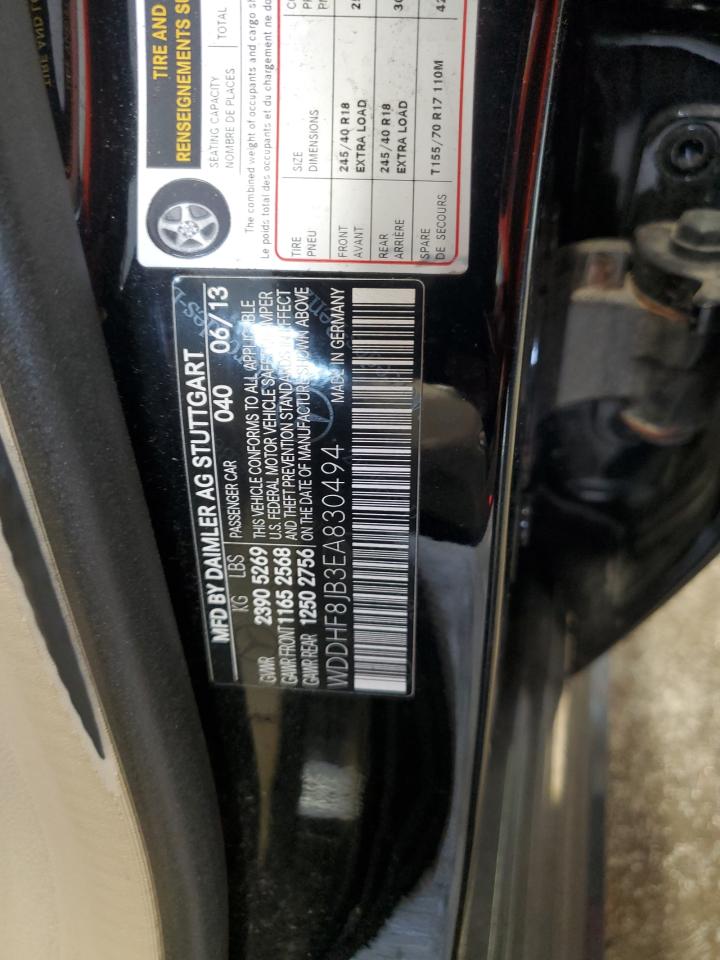 TIRE AND
RENSEIGNEMENTS
SEATING CAPACITY
NOMBRE DE PLACES
TOTAL
The combined weight of occupants and cargo
Le poids total des occupants et du chargement ne
TIRE
PNEU
SIZE
DIMENSIONS
FRONT
AVANT
245/40 R18
EXTRA LOAD
REAR
ARRIÈRE
245/40 R18
EXTRA LOAD
SPARE
DE SECOURS
T155/70 R17 110M
MFD BY DAIMLER AG STUTTGART
KG LBS PASSENGER CAR 040 06/13
GVWR 2390 5269 THIS VEHICLE CONFORMS TO ALL APPLICABLE
U.S. FEDERAL MOTOR VEHICLE SAFETY, BUMPER
GAWR FRONT 1165 2568 AND THEFT PREVENTION STANDARDS IN EFFECT
GAWR REAR 1250 2756 ON THE DATE OF MANUFACTURE SHOWN ABOVE
WDDHF8JB3EA830494 MADE IN GERMANY